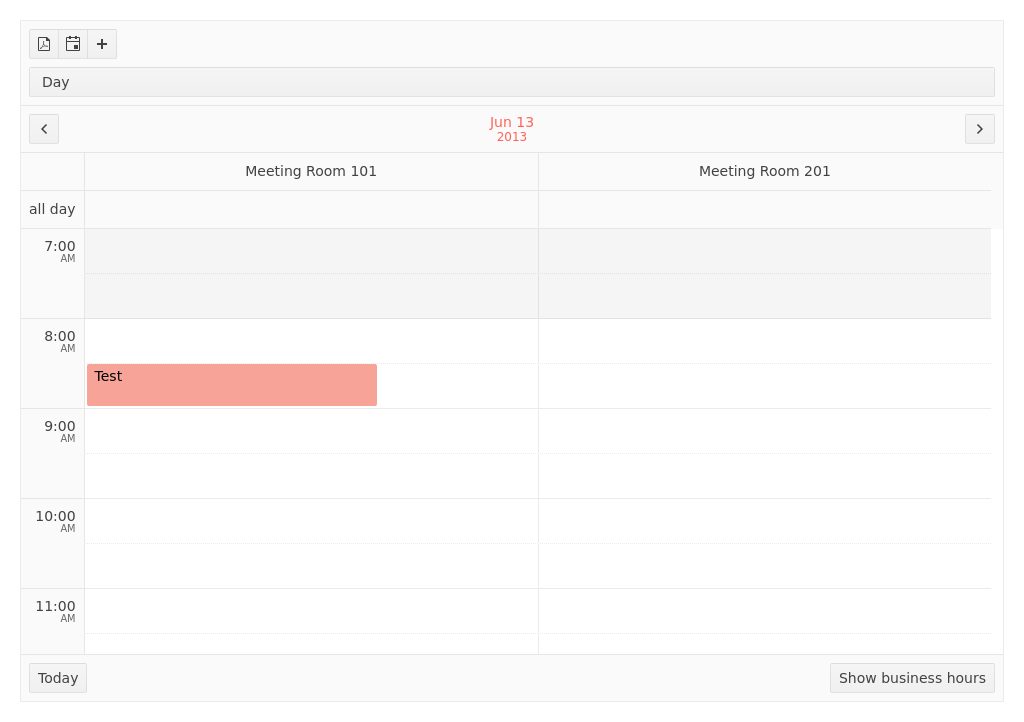 Day
Jun 13
2013
Meeting Room 101
Meeting Room 201
all day
7:00
AM
8:00
AM
Test
9:00
AM
10:00
AM
11:00
AM
Today
Show business hours